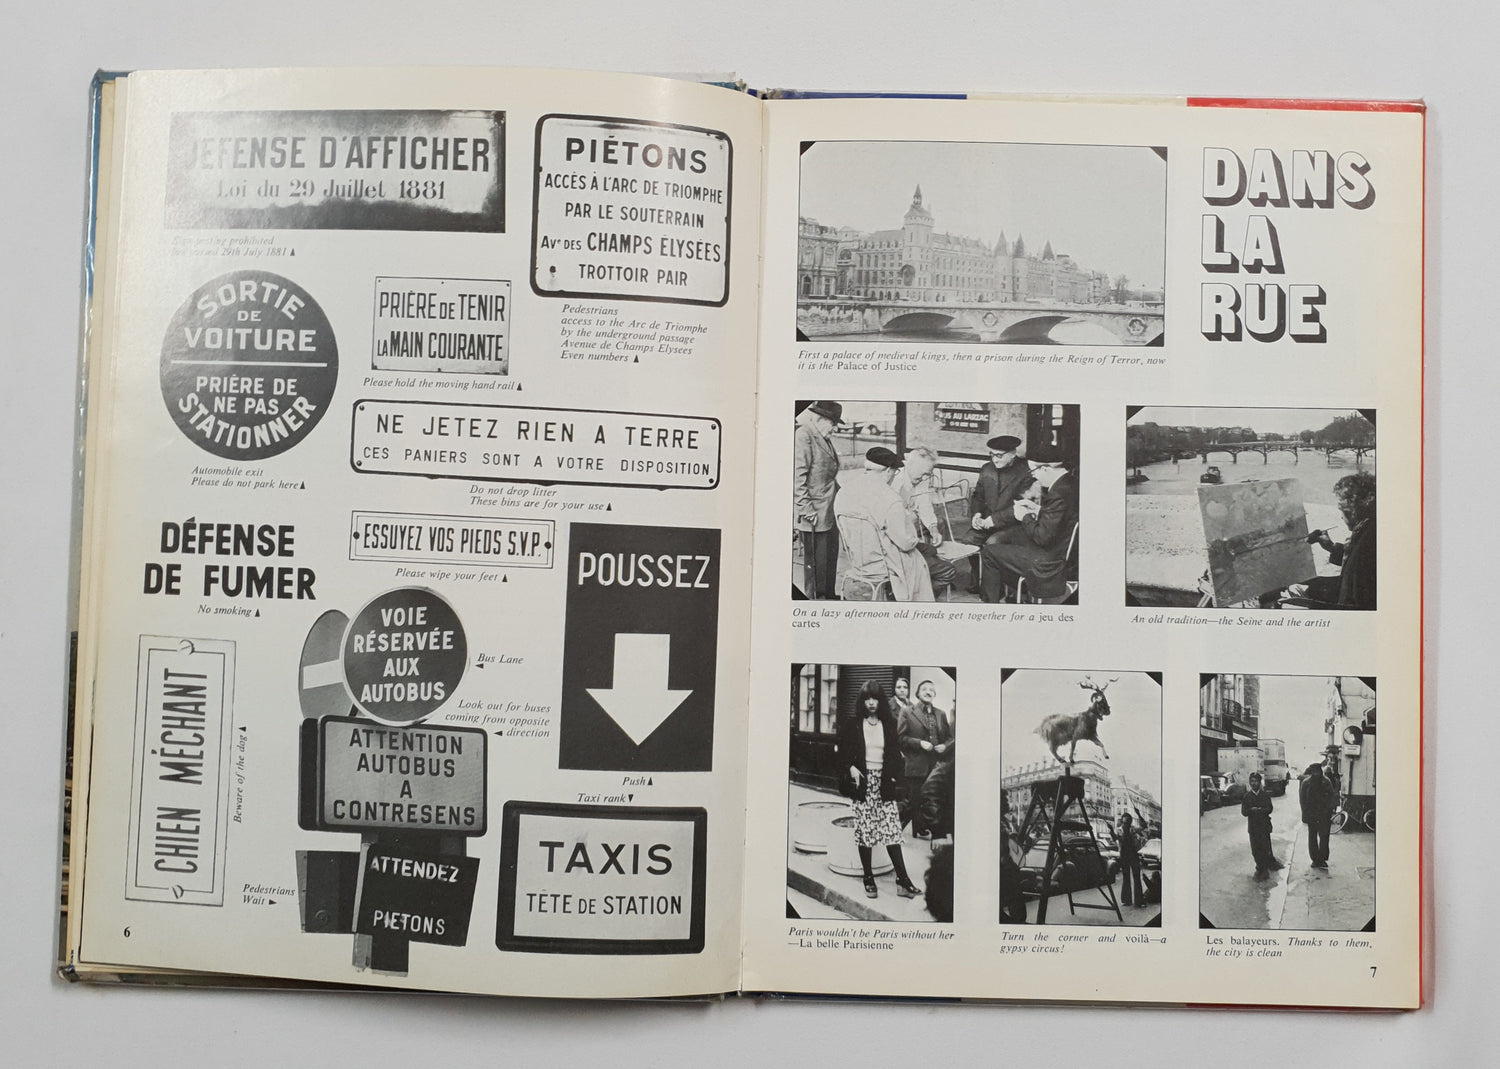 DÉFENSE D'AFFICHER
Loi du 29 Juillet 1881
Sign posting prohibited
law passed 29th July 1881 ▲
PIÉTONS
ACCÈS À L'ARC DE TRIOMPHE
PAR LE SOUTERRAIN
Avᵉ DES CHAMPS ÉLYSÉES
TROTTOIR PAIR
Pedestrians
access to the Arc de Triomphe
by the underground passage
Avenue de Champs Elysees
Even numbers ▲
SORTIE
DE
VOITURE
PRIÈRE DE
NE PAS
STATIONNER
Automobile exit
Please do not park here ▲
PRIÈRE DE TENIR
LA MAIN COURANTE
Please hold the moving hand rail ▲
NE JETEZ RIEN A TERRE
CES PANIERS SONT A VOTRE DISPOSITION
Do not drop litter
These bins are for your use ▲
DÉFENSE
DE FUMER
No smoking ▲
ESSUYEZ VOS PIEDS S.V.P.
Please wipe your feet ▲
POUSSEZ
Push ▲
CHIEN MÉCHANT
Beware of the dog ▲
VOIE
RÉSERVÉE
AUX
AUTOBUS
Bus Lane
◄
Look out for buses
coming from opposite
◄ direction
ATTENTION
AUTOBUS
A
CONTRESENS
ATTENDEZ
PIETONS
Pedestrians
Wait ►
Taxi rank ▼
TAXIS
TÊTE DE STATION
6
DANS
LA
RUE
First a palace of medieval kings, then a prison during the Reign of Terror, now
it is the Palace of Justice
BUS AU LARZAC
On a lazy afternoon old friends get together for a jeu des
cartes
An old tradition—the Seine and the artist
Paris wouldn't be Paris without her
—La belle Parisienne
Turn the corner and voilà—a
gypsy circus!
Les balayeurs. Thanks to them,
the city is clean
7